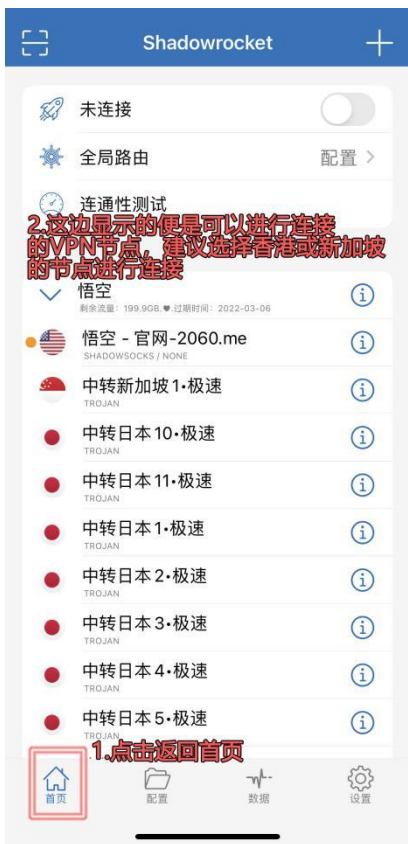 Shadowrocket
未连接
全局路由
配置
连通性测试
2.这边显示的便是可以进行连接
的VPN节点，建议选择香港或新加坡
的节点进行连接
悟空
剩余流量：199.9GB.♥.过期时间：2022-03-06
悟空 - 官网-2060.me
SHADOWSOCKS / NONE
中转新加坡1•极速
TROJAN
中转日本10•极速
TROJAN
中转日本11•极速
TROJAN
中转日本1•极速
TROJAN
中转日本2•极速
TROJAN
中转日本3•极速
TROJAN
中转日本4•极速
TROJAN
中转日本5•极速
TROJAN
1.点击返回首页
首页
配置
数据
设置